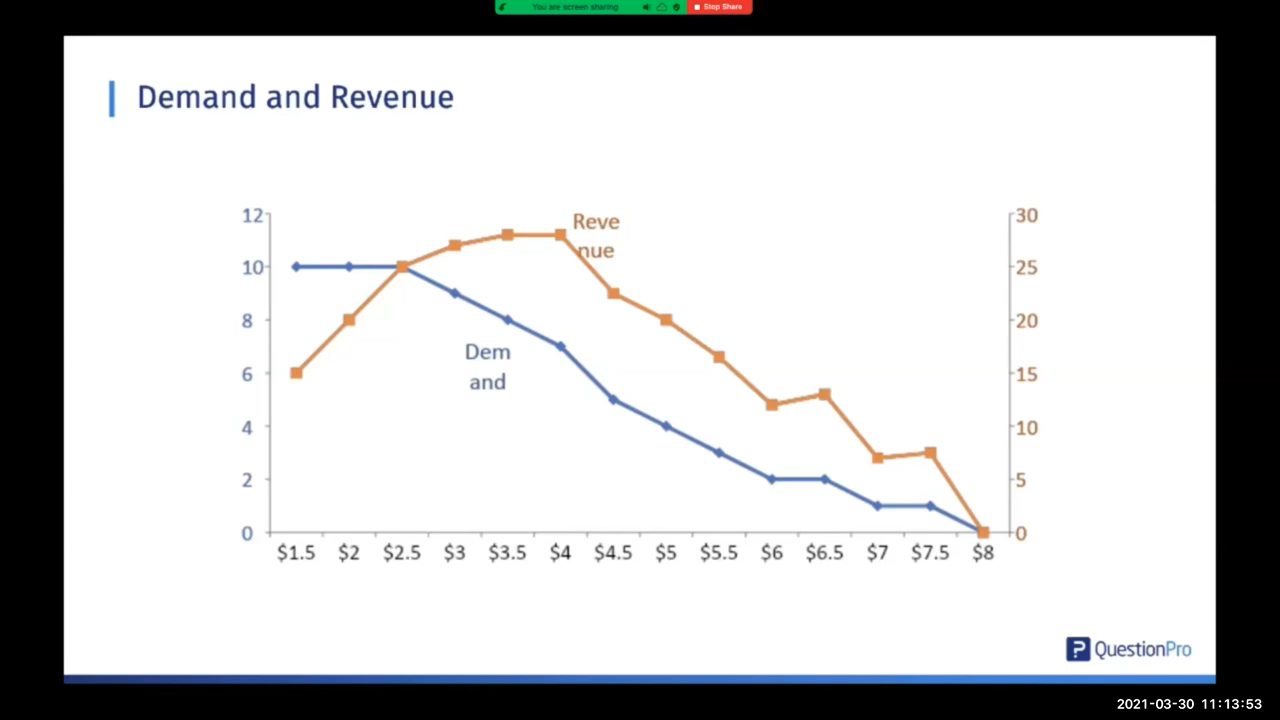 You are screen sharing
Stop Share
Demand and Revenue
12
10
8
6
4
2
0
Reve
nue
Dem
and
30
25
20
15
10
5
0
$1.5 $2 $2.5 $3 $3.5 $4 $4.5 $5 $5.5 $6 $6.5 $7 $7.5 $8
QuestionPro
2021-03-30 11:13:53